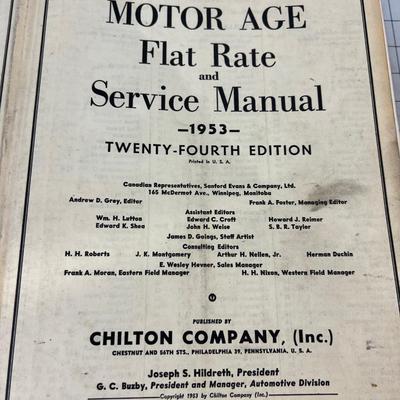 MOTOR AGE
Flat Rate
and
Service Manual
—1953—
TWENTY-FOURTH EDITION
Printed in U. S. A.
Canadian Representatives, Sanford Evans & Company, Ltd.
165 McDermot Ave., Winnipeg, Manitoba
Andrew D. Grey, Editor Frank A. Foster, Managing Editor
Assistant Editors
Wm. H. Lutton Edward C. Croft Howard J. Reimer
Edward K. Shea John H. Weise S. B. R. Taylor
James D. Goings, Staff Artist
Consulting Editors
H. H. Roberts J. K. Montgomery Arthur H. Nellen, Jr. Herman Duchin
E. Wesley Hevner, Sales Manager
Frank A. Moran, Eastern Field Manager H. H. Nixon, Western Field Manager
PUBLISHED BY
CHILTON COMPANY, (Inc.)
CHESTNUT AND 56TH STS., PHILADELPHIA 39, PENNSYLVANIA, U. S. A.
Joseph S. Hildreth, President
G. C. Buzby, President and Manager, Automotive Division
Copyright 1953 by Chilton Company (Inc.)